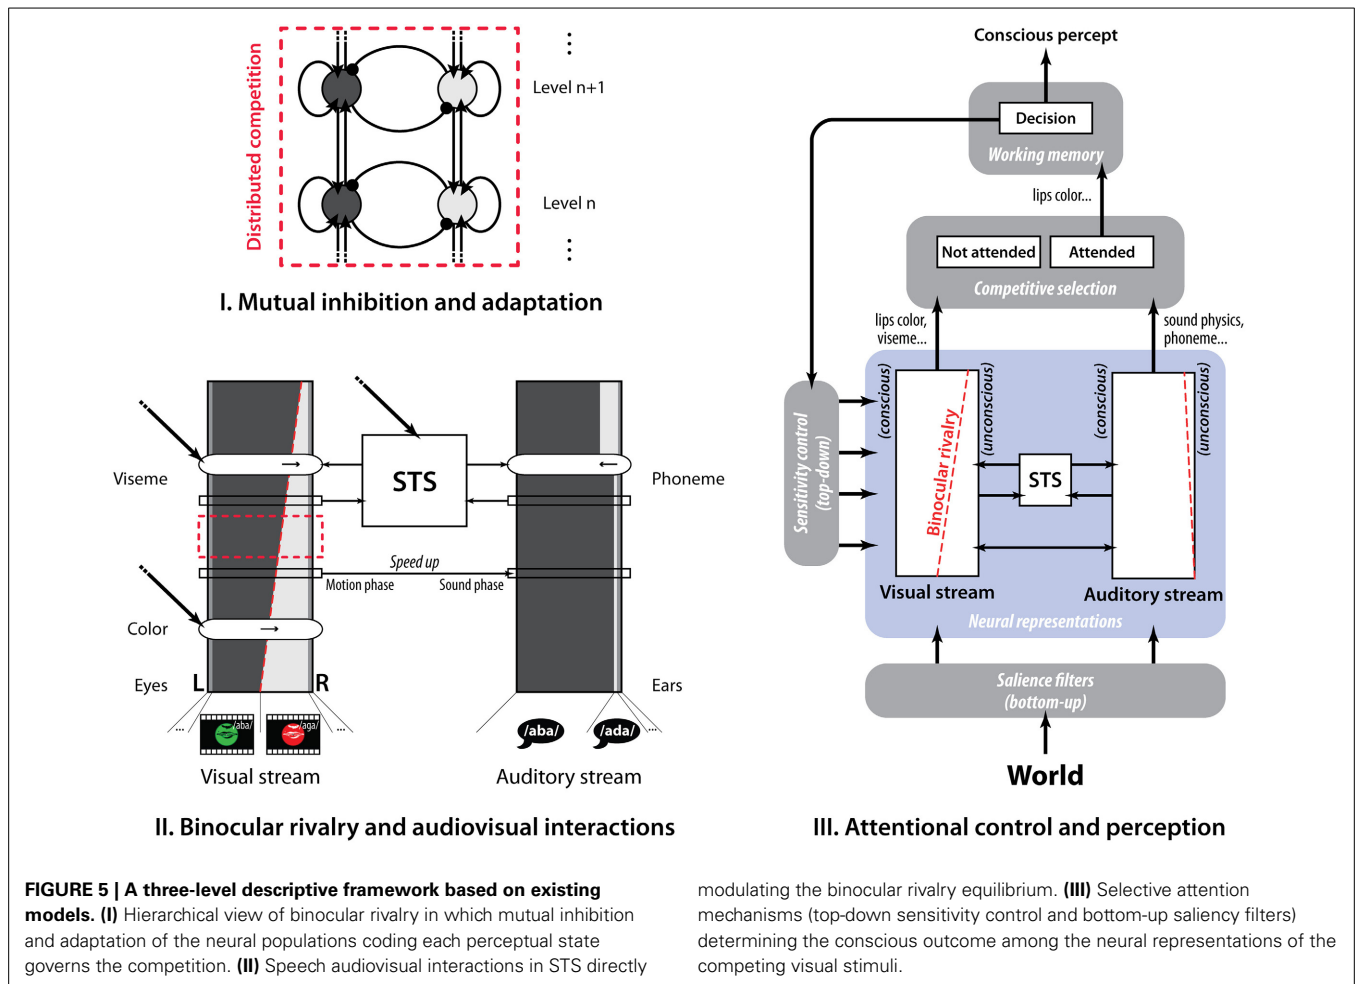 Distributed competition
⋮
Level n+1
Level n
⋮
I. Mutual inhibition and adaptation
Viseme
STS
Phoneme
Speed up
Motion phase
Sound phase
Color
Eyes
L
R
Ears
...
/aba/
/aga/
...
/aba/
/ada/
...
Visual stream
Auditory stream
II. Binocular rivalry and audiovisual interactions
Conscious percept
Decision
Working memory
lips color...
Not attended
Attended
Competitive selection
lips color,
viseme...
sound physics,
phoneme...
Sensitivity control
(top-down)
(conscious)
Binocular rivalry
(unconscious)
STS
(conscious)
(unconscious)
Visual stream
Auditory stream
Neural representations
Salience filters
(bottom-up)
World
III. Attentional control and perception
FIGURE 5 | A three-level descriptive framework based on existing
models. (I) Hierarchical view of binocular rivalry in which mutual inhibition
and adaptation of the neural populations coding each perceptual state
governs the competition. (II) Speech audiovisual interactions in STS directly
modulating the binocular rivalry equilibrium. (III) Selective attention
mechanisms (top-down sensitivity control and bottom-up saliency filters)
determining the conscious outcome among the neural representations of the
competing visual stimuli.